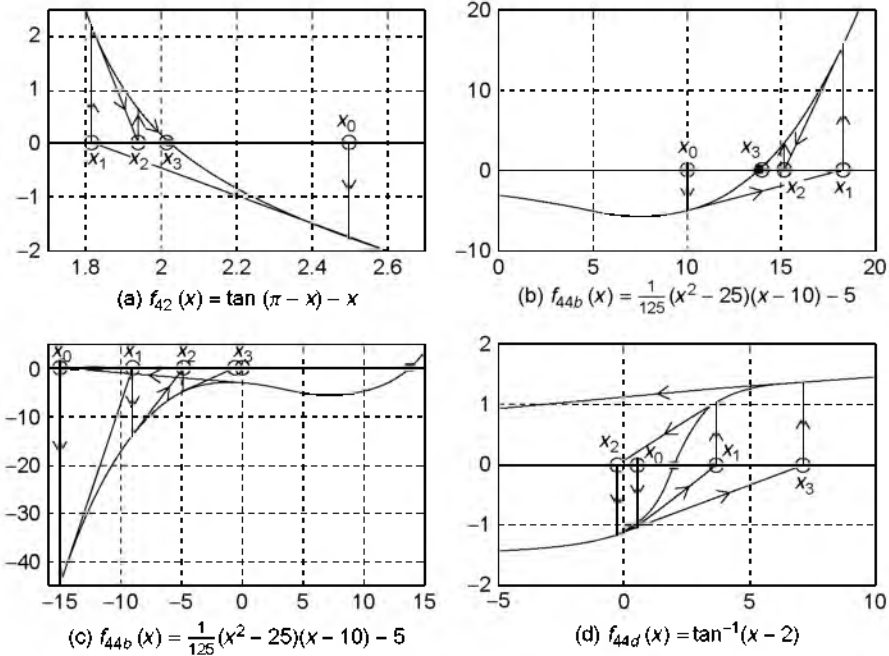 2
1
0
−1
−2
1.8
2
2.2
2.4
2.6
x₀
x₁
x₂
x₃
(a) f₄₂ (x) = tan (π − x) − x
20
10
0
−10
0
5
10
15
20
x₀
x₃
x₂
x₁
(b) f₄₄b (x) = 1/125 (x² − 25)(x − 10) − 5
x₀
x₁
x₂
x₃
0
−10
−20
−30
−40
−15
−10
−5
0
5
10
15
(c) f₄₄b (x) = 1/125 (x² − 25)(x − 10) − 5
2
1
0
−1
−2
−5
0
5
10
x₂
x₀
x₁
x₃
(d) f₄₄d (x) = tan⁻¹(x − 2)